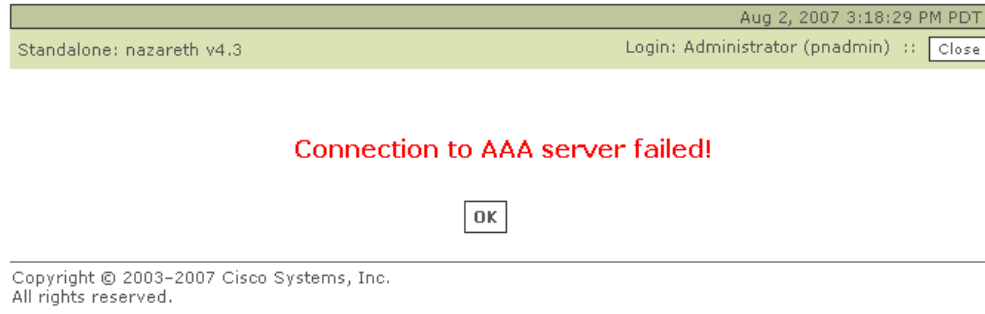 Aug 2, 2007 3:18:29 PM PDT
Standalone: nazareth v4.3
Login: Administrator (pnadmin) :: Close
Connection to AAA server failed!
OK
Copyright © 2003-2007 Cisco Systems, Inc.
All rights reserved.